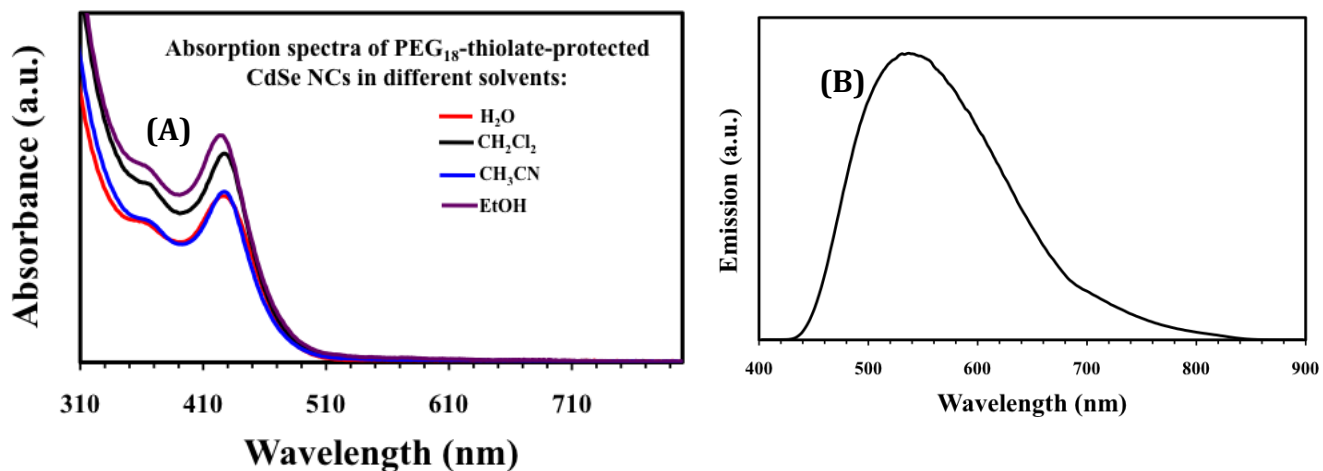 Absorption spectra of PEG₁₈-thiolate-protected
CdSe NCs in different solvents:
(A)
H₂O
CH₂Cl₂
CH₃CN
EtOH
Absorbance (a.u.)
310 410 510 610 710
Wavelength (nm)
(B)
Emission (a.u.)
400 500 600 700 800 900
Wavelength (nm)